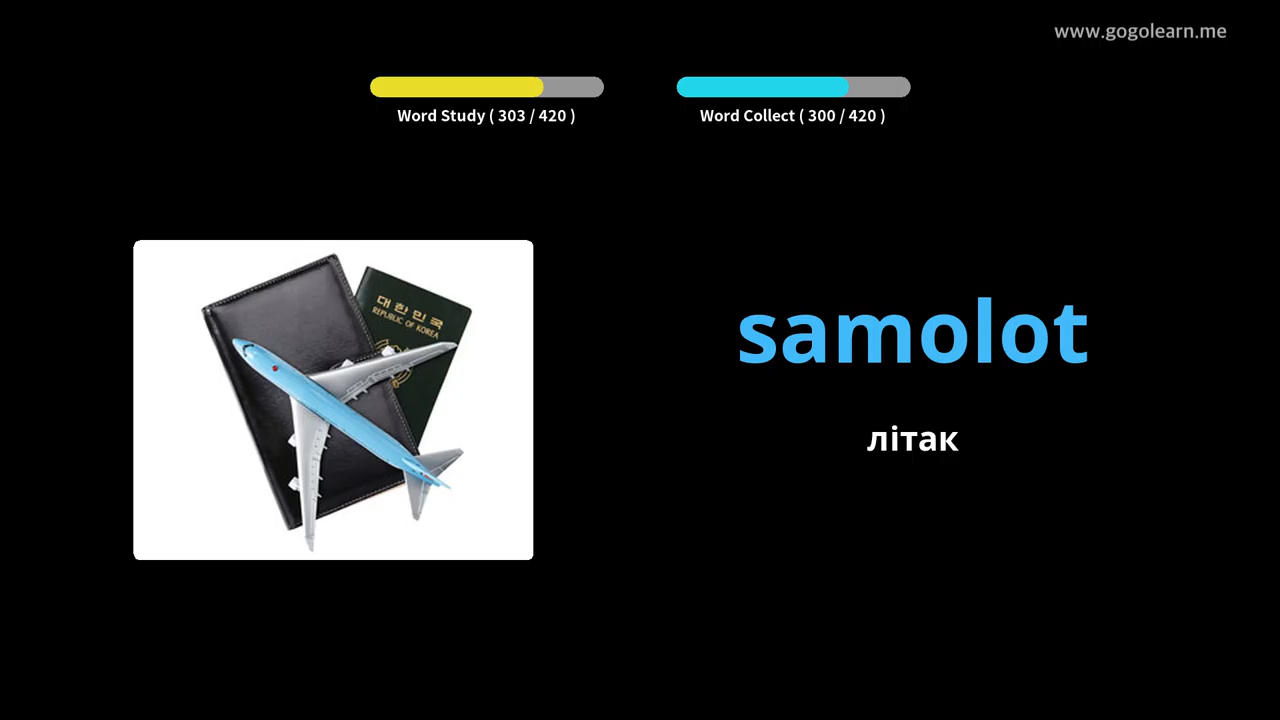 www.gogolearn.me
Word Study ( 303 / 420 )
Word Collect ( 300 / 420 )
대한민국
REPUBLIC OF KOREA
samolot
літак